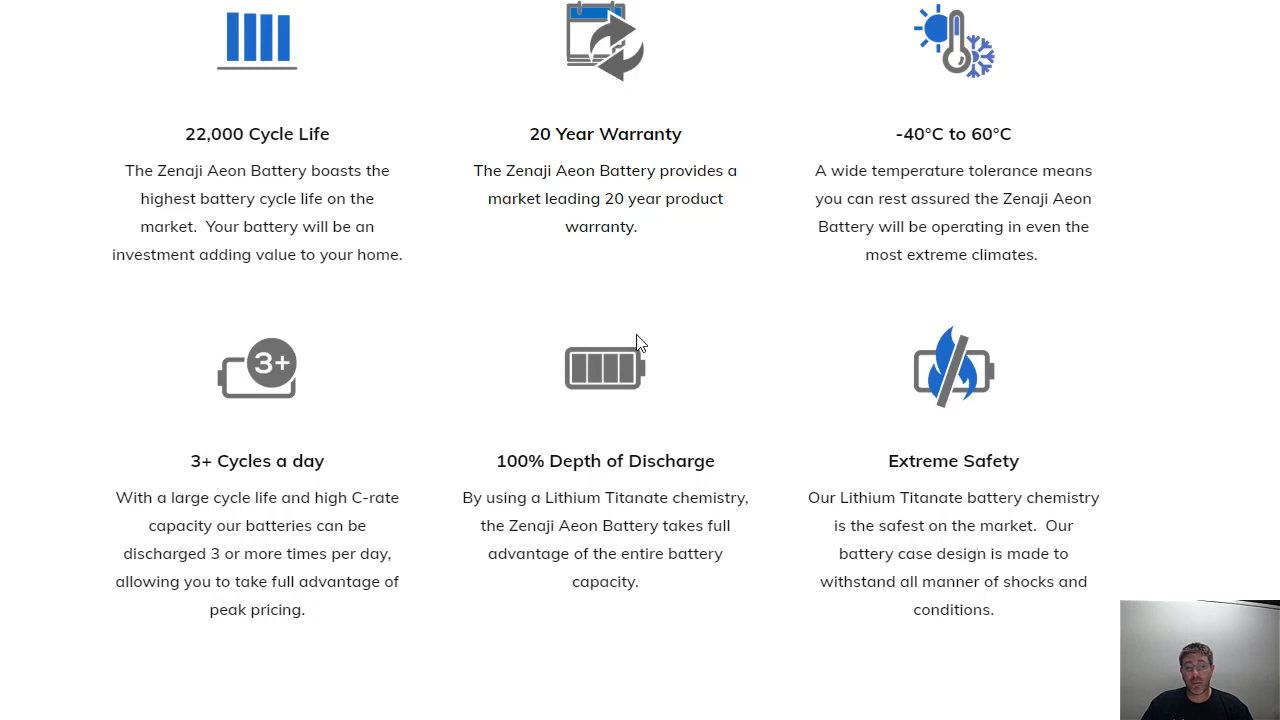 22,000 Cycle Life
The Zenaji Aeon Battery boasts the
highest battery cycle life on the
market.  Your battery will be an
investment adding value to your home.
20 Year Warranty
The Zenaji Aeon Battery provides a
market leading 20 year product
warranty.
-40°C to 60°C
A wide temperature tolerance means
you can rest assured the Zenaji Aeon
Battery will be operating in even the
most extreme climates.
3+
3+ Cycles a day
With a large cycle life and high C-rate
capacity our batteries can be
discharged 3 or more times per day,
allowing you to take full advantage of
peak pricing.
100% Depth of Discharge
By using a Lithium Titanate chemistry,
the Zenaji Aeon Battery takes full
advantage of the entire battery
capacity.
Extreme Safety
Our Lithium Titanate battery chemistry
is the safest on the market.  Our
battery case design is made to
withstand all manner of shocks and
conditions.